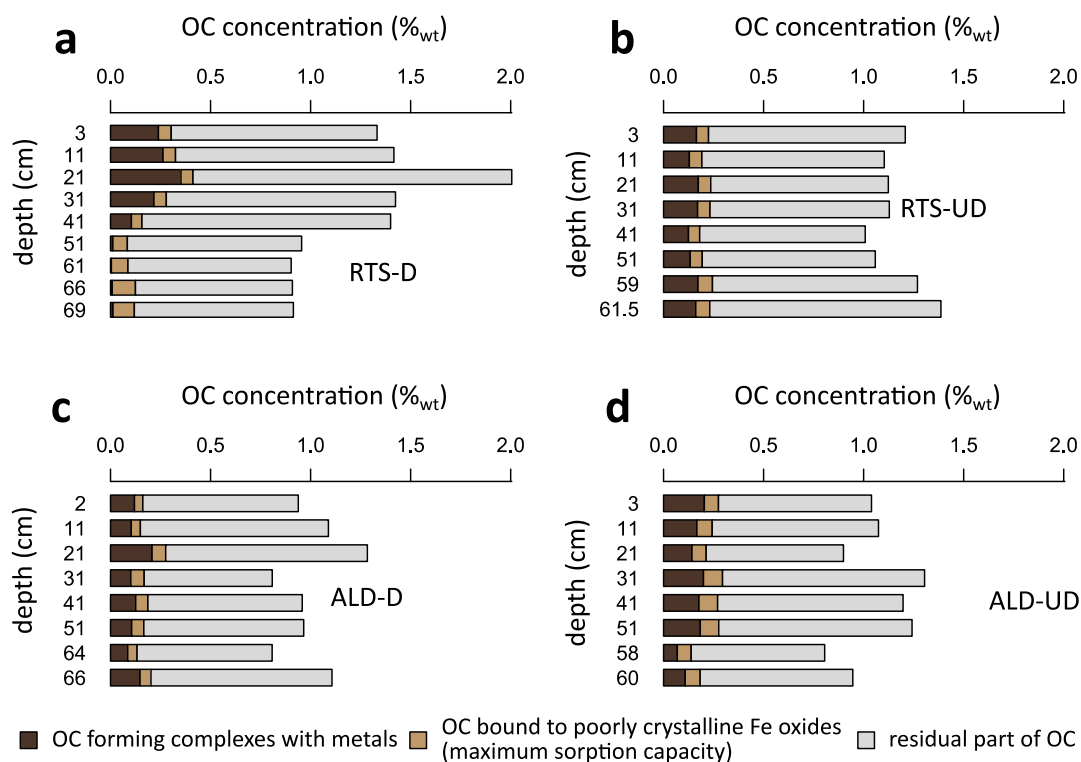 a
OC concentration (%wt)
0.0 0.5 1.0 1.5 2.0
depth (cm)
3
11
21
31
41
51
61
66
69
RTS-D
b
OC concentration (%wt)
0.0 0.5 1.0 1.5 2.0
depth (cm)
3
11
21
31
41
51
59
61.5
RTS-UD
c
OC concentration (%wt)
0.0 0.5 1.0 1.5 2.0
depth (cm)
2
11
21
31
41
51
64
66
ALD-D
d
OC concentration (%wt)
0.0 0.5 1.0 1.5 2.0
depth (cm)
3
11
21
31
41
51
58
60
ALD-UD
OC forming complexes with metals
OC bound to poorly crystalline Fe oxides
(maximum sorption capacity)
residual part of OC